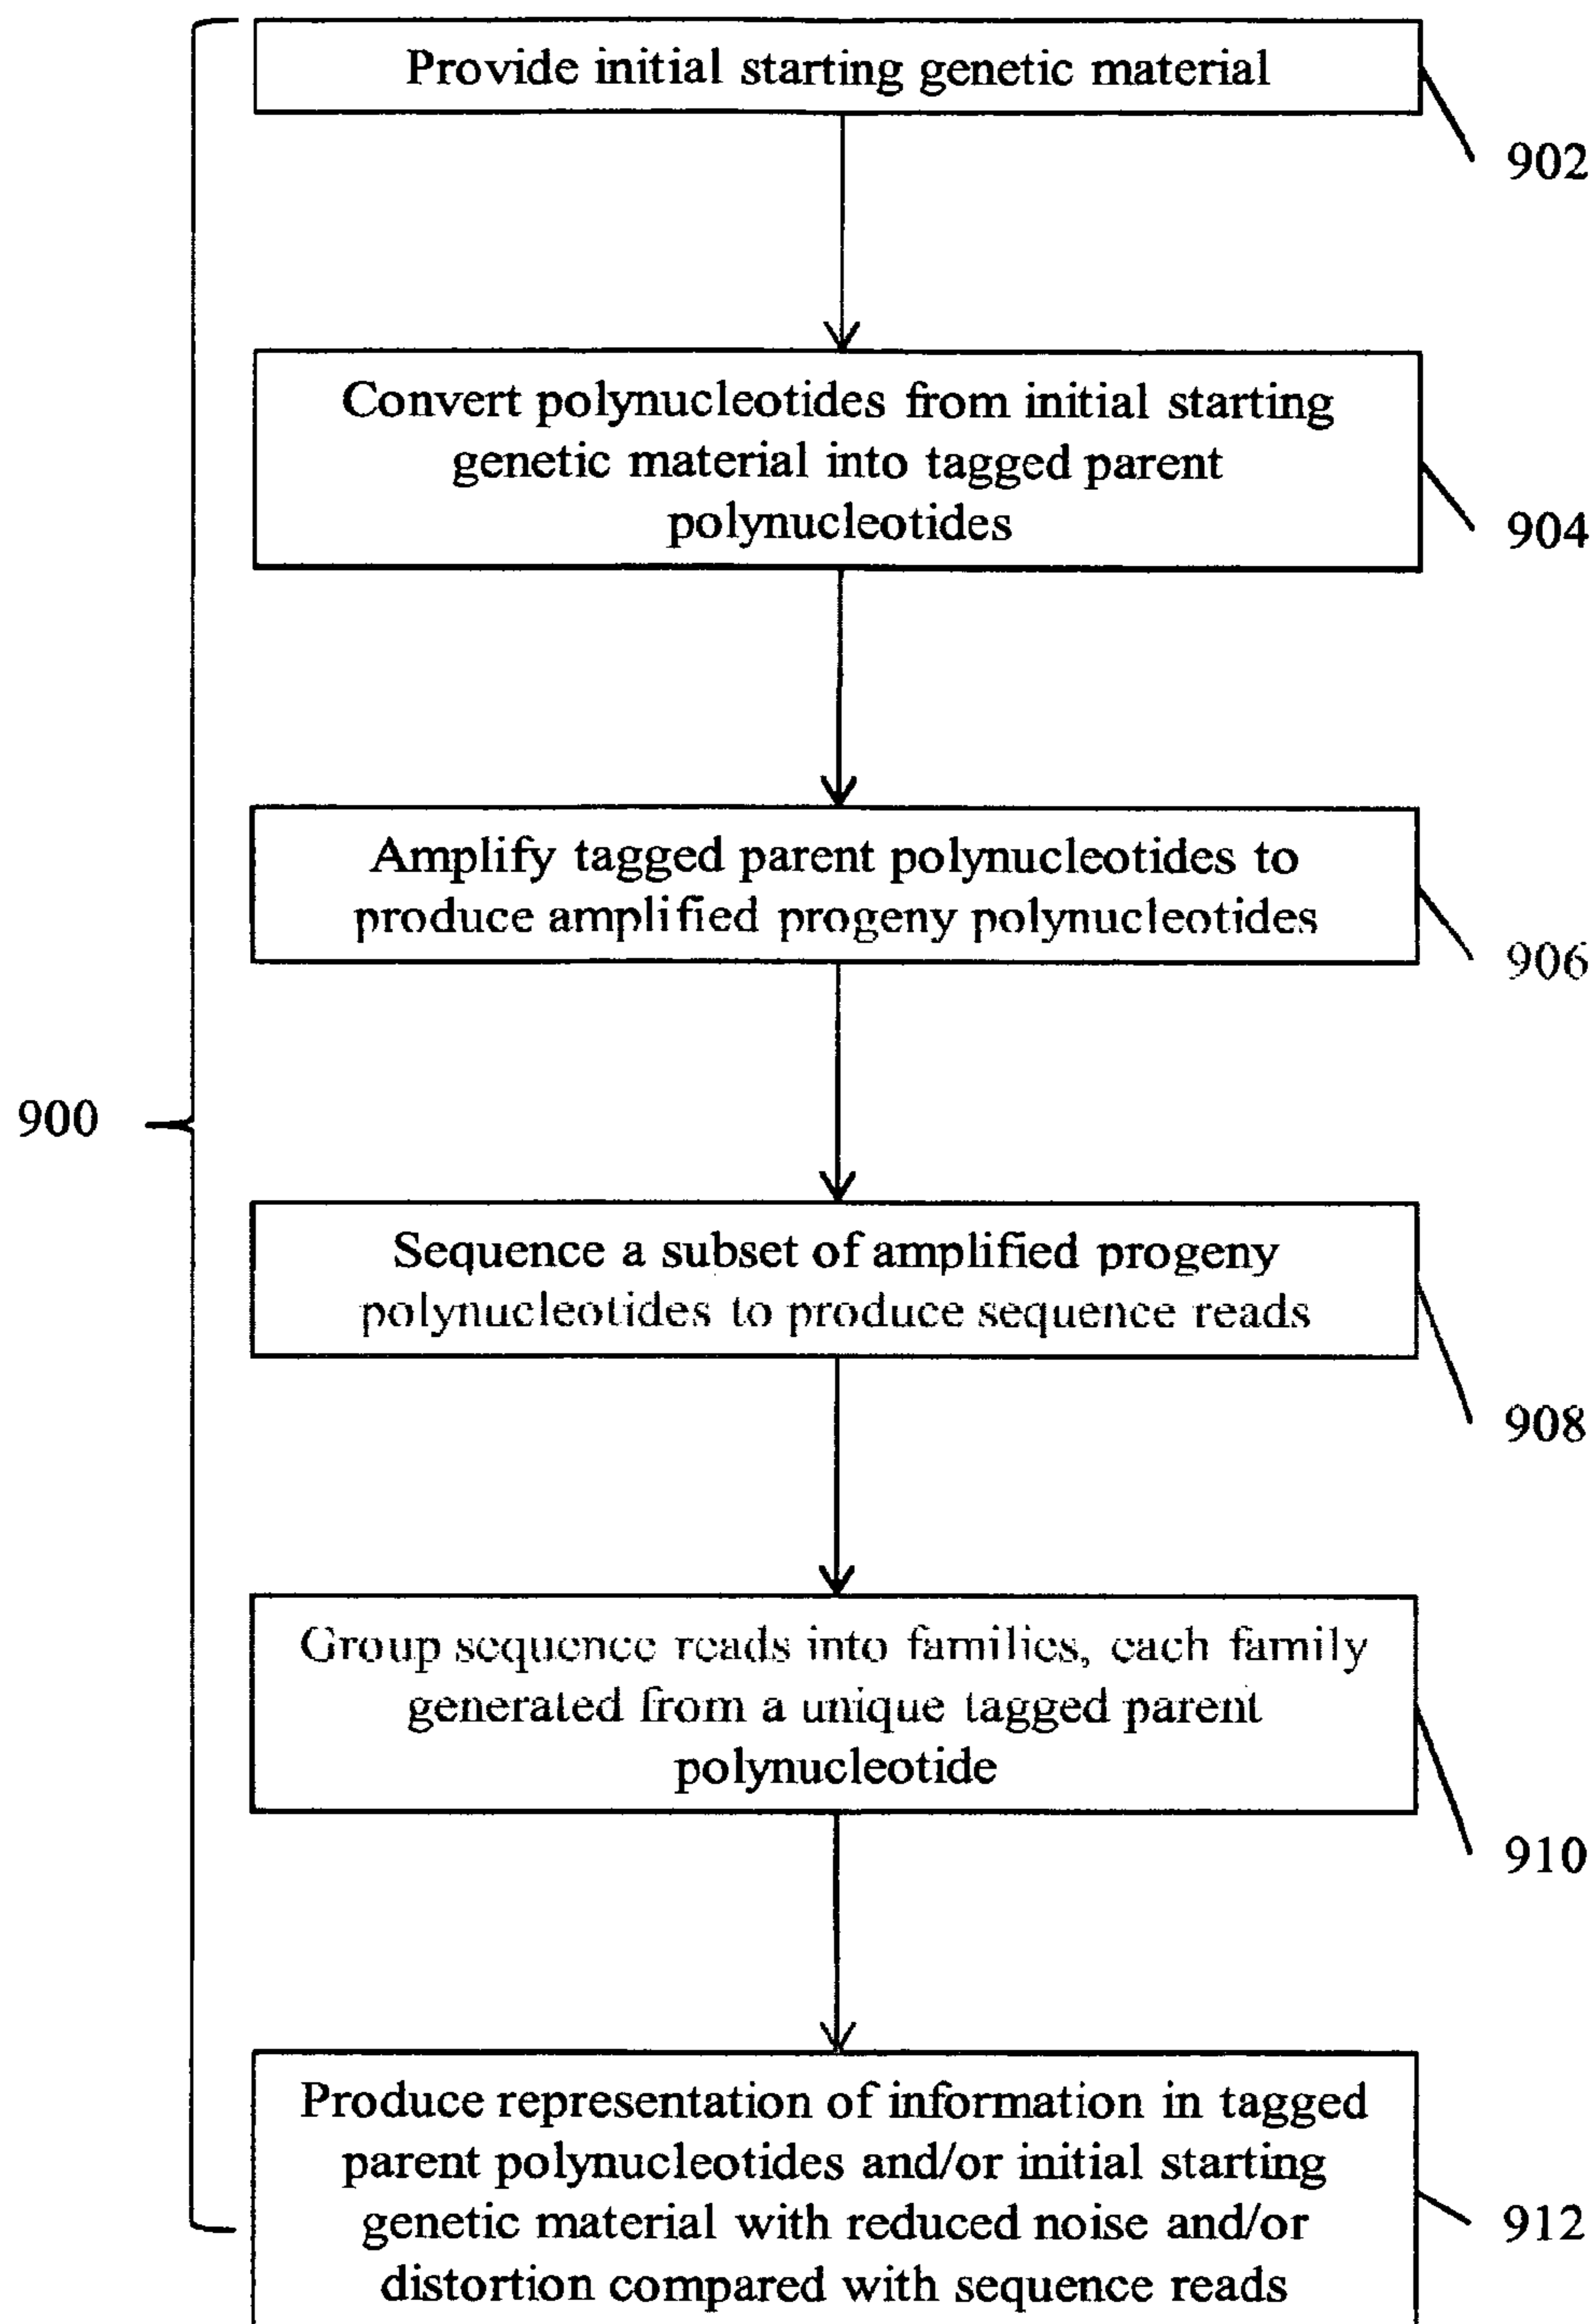 Provide initial starting genetic material
902
Convert polynucleotides from initial starting
genetic material into tagged parent
polynucleotides
904
Amplify tagged parent polynucleotides to
produce amplified progeny polynucleotides
906
900
Sequence a subset of amplified progeny
polynucleotides to produce sequence reads
908
Group sequence reads into families, each family
generated from a unique tagged parent
polynucleotide
910
Produce representation of information in tagged
parent polynucleotides and/or initial starting
genetic material with reduced noise and/or
distortion compared with sequence reads
912